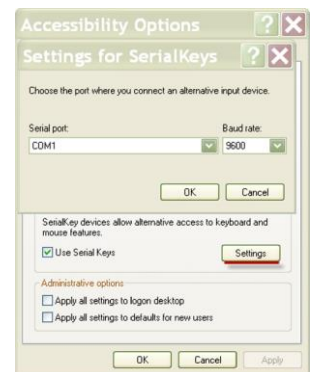 Accessibility Options
Settings for SerialKeys
Choose the port where you connect an alternative input device.
Serial port:
Baud rate:
COM1
9600
OK
Cancel
SerialKey devices allow alternative access to keyboard and
mouse features.
Use Serial Keys
Settings
Administrative options
Apply all settings to logon desktop
Apply all settings to defaults for new users
OK
Cancel
Apply